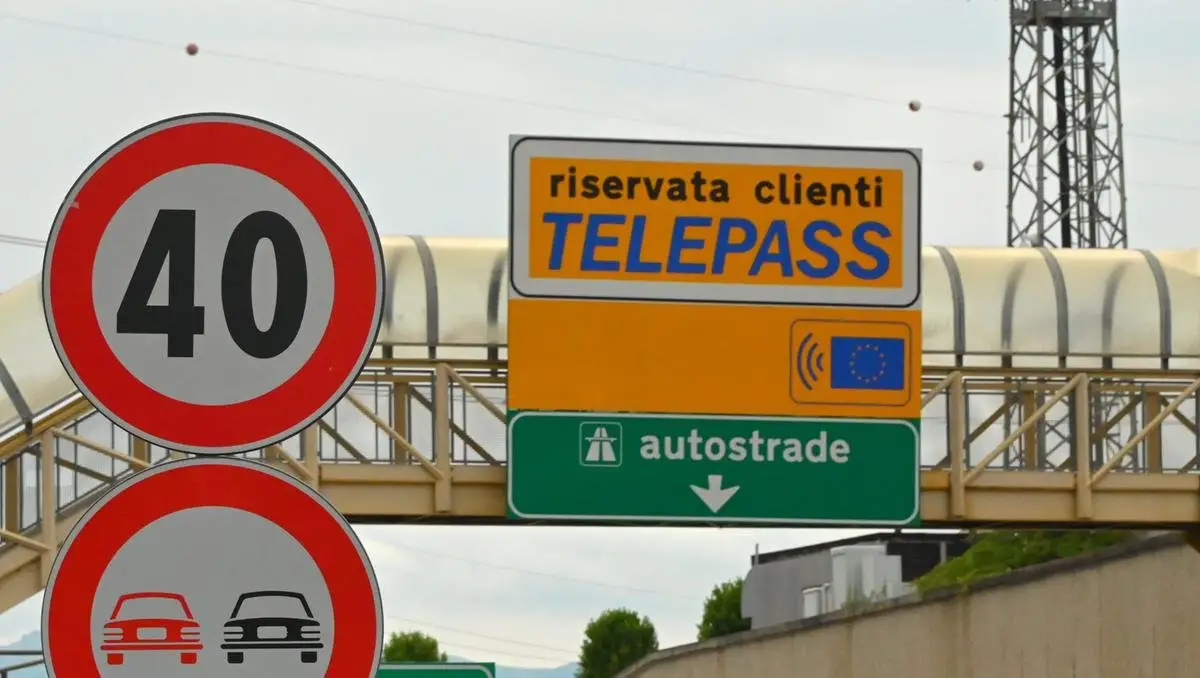 40
riservata clienti
TELEPASS
autostrade